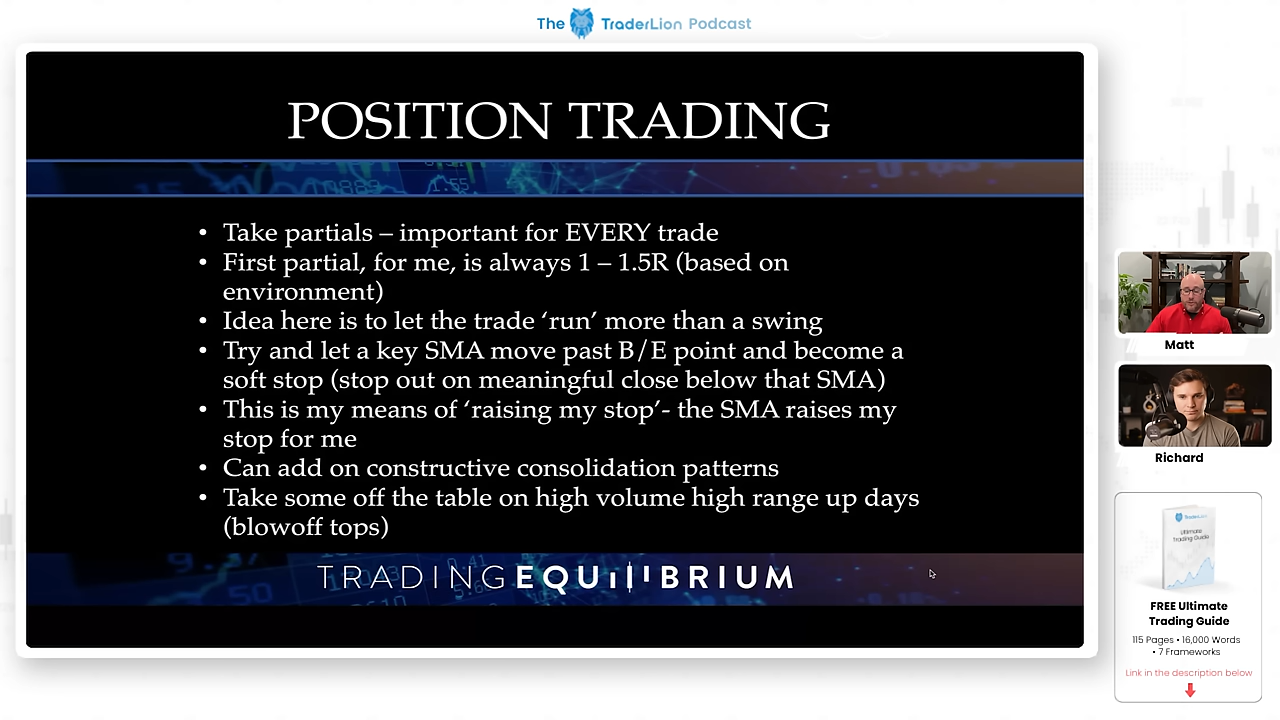 The TraderLion Podcast
POSITION TRADING
• Take partials – important for EVERY trade
• First partial, for me, is always 1 – 1.5R (based on
environment)
• Idea here is to let the trade ‘run’ more than a swing
• Try and let a key SMA move past B/E point and become a
soft stop (stop out on meaningful close below that SMA)
• This is my means of ‘raising my stop’- the SMA raises my
stop for me
• Can add on constructive consolidation patterns
• Take some off the table on high volume high range up days
(blowoff tops)
TRADINGEQUILIBRIUM
Matt
Richard
TraderLion
Ultimate
Trading Guide
FREE Ultimate
Trading Guide
115 Pages • 16,000 Words
• 7 Frameworks
Link in the description below